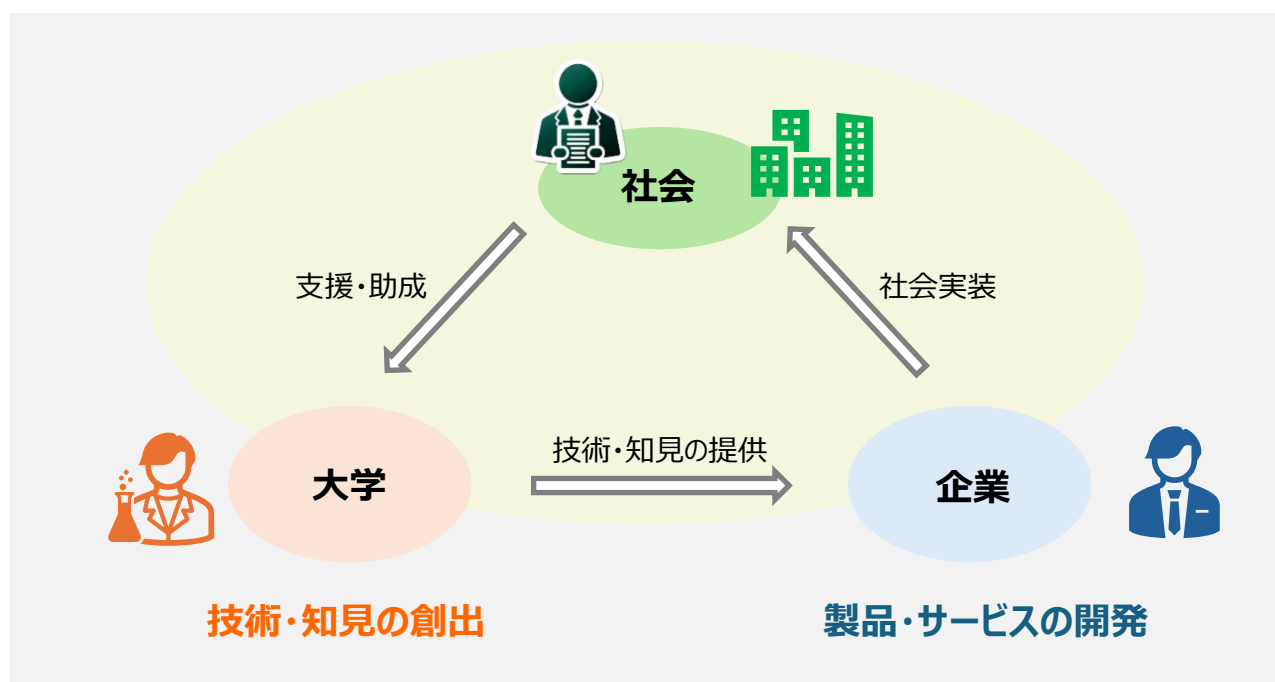 社会
支援・助成
社会実装
技術・知見の提供
大学
企業
技術・知見の創出
製品・サービスの開発